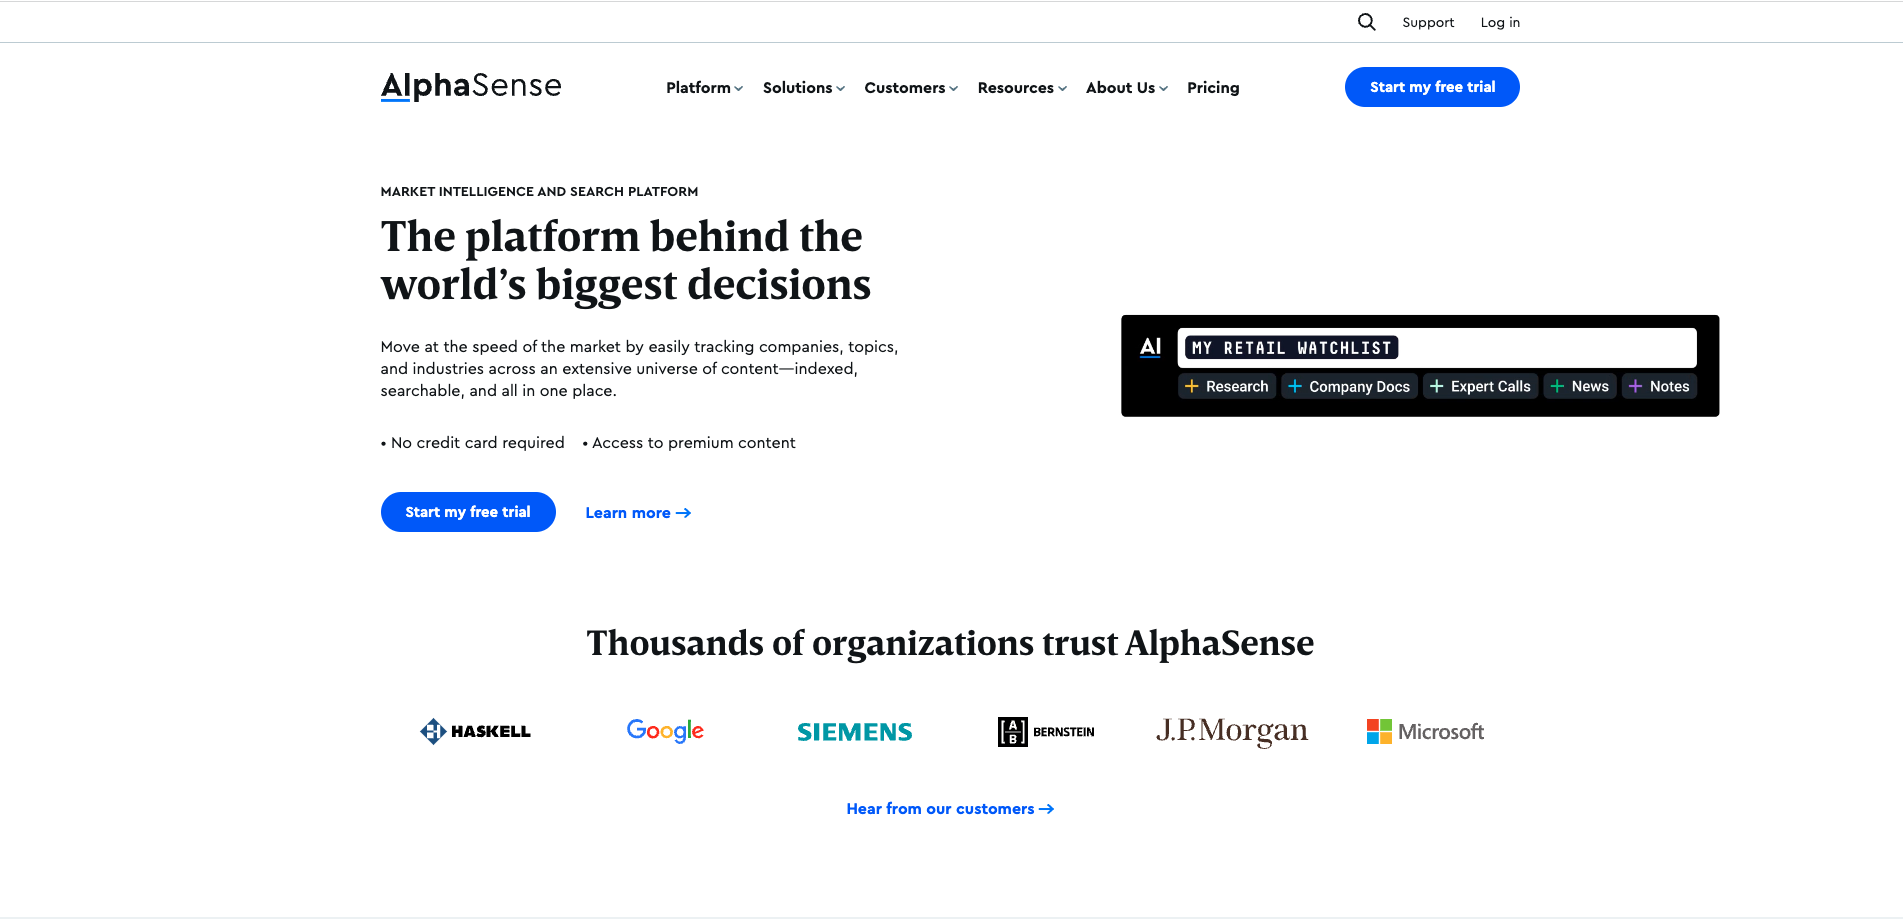 Support Log in
AlphaSense Platform Solutions Customers Resources About Us Pricing Start my free trial
MARKET INTELLIGENCE AND SEARCH PLATFORM
The platform behind the
world’s biggest decisions
Move at the speed of the market by easily tracking companies, topics,
and industries across an extensive universe of content—indexed,
searchable, and all in one place.
• No credit card required • Access to premium content
Start my free trial Learn more →
AI MY RETAIL WATCHLIST
+ Research + Company Docs + Expert Calls + News + Notes
Thousands of organizations trust AlphaSense
H HASKELL Google SIEMENS [A B] BERNSTEIN J.P.Morgan Microsoft
Hear from our customers →